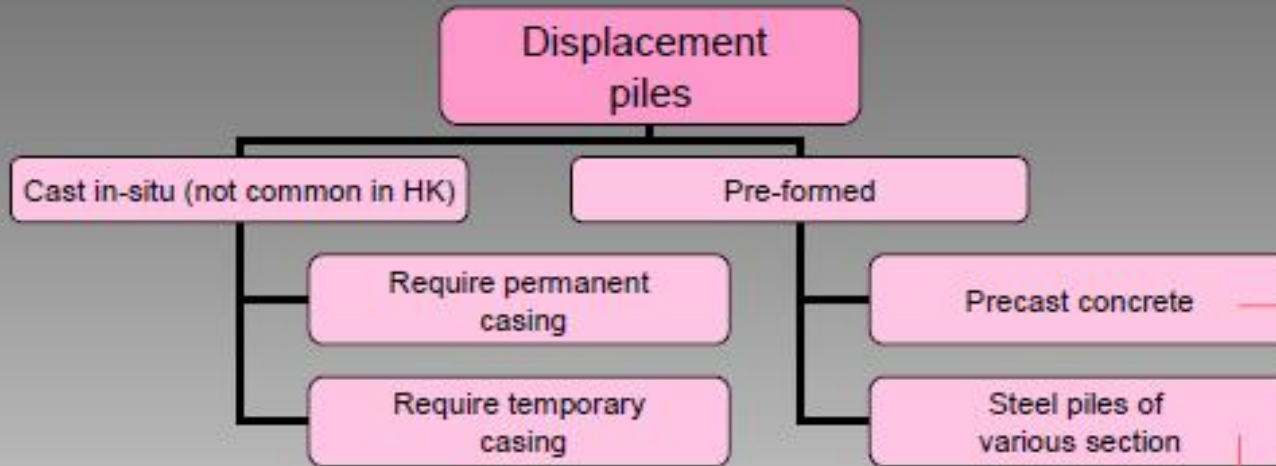 Displacement
piles
Cast in-situ (not common in HK)
Pre-formed
Require permanent
casing
Precast concrete
Require temporary
casing
Steel piles of
various section